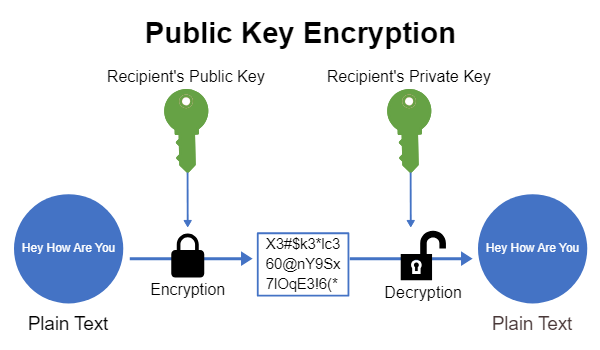 Public Key Encryption
Recipient's Public Key
Recipient's Private Key
Hey How Are You
X3#$k3*lc3
60@nY9Sx
7lOqE3I6(*
Hey How Are You
Encryption
Decryption
Plain Text
Plain Text